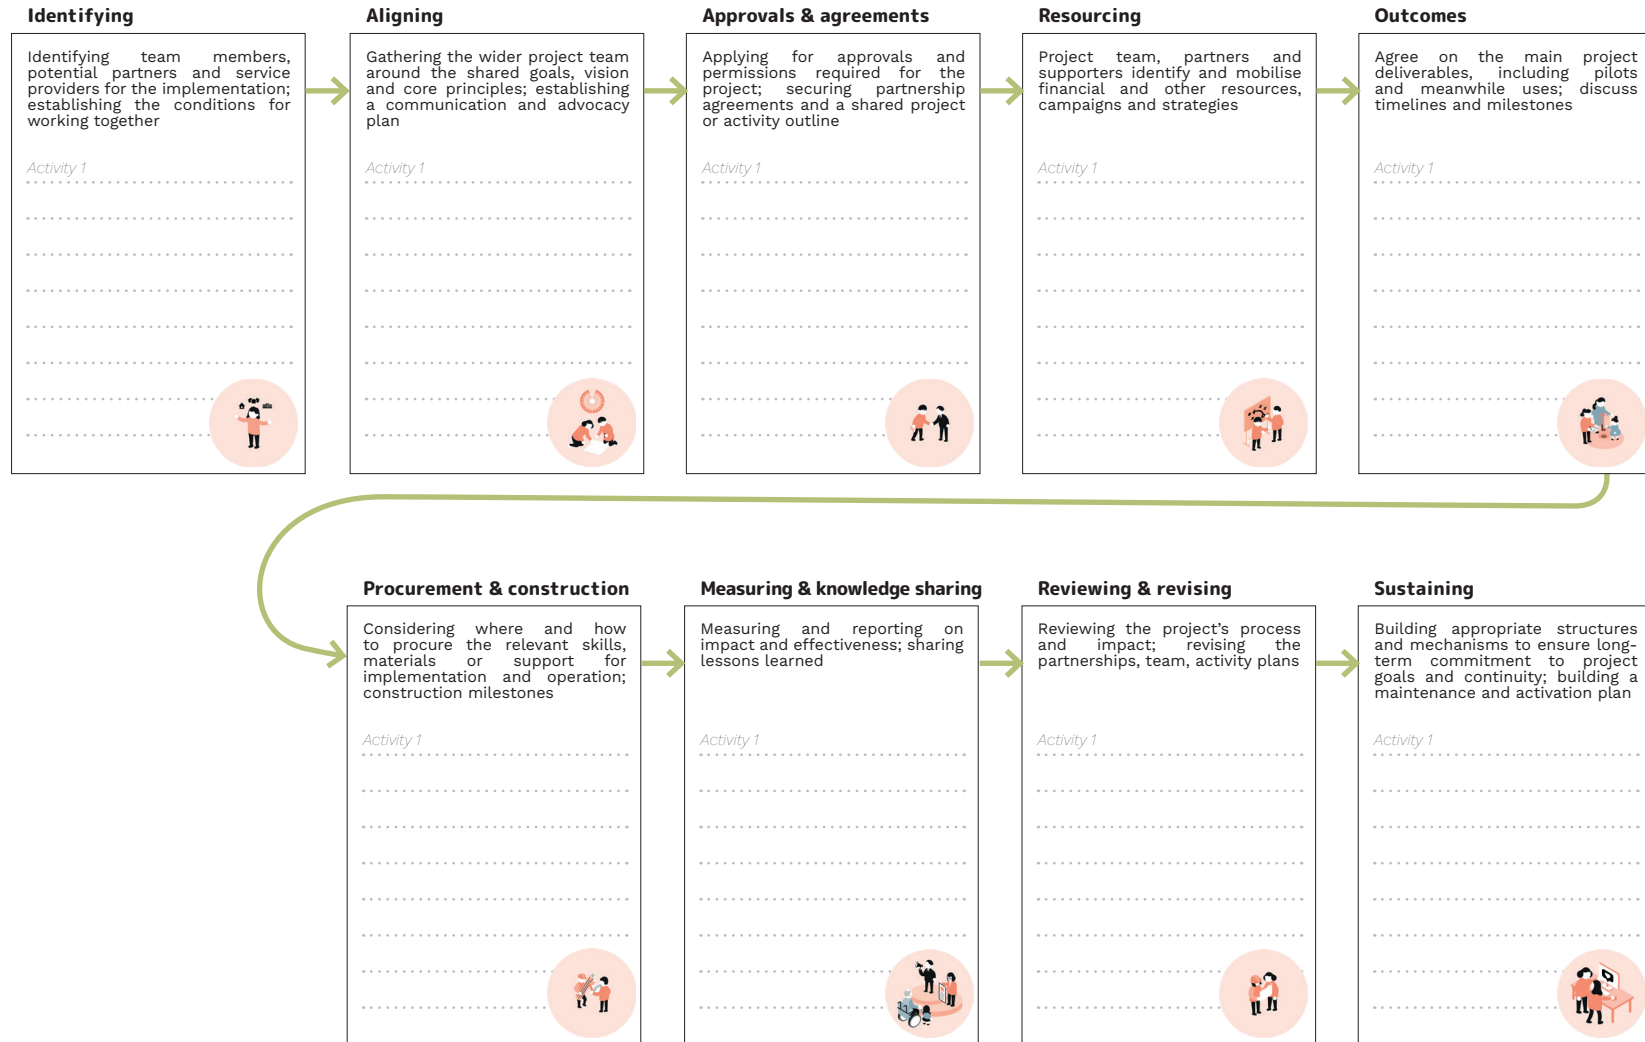 Identifying
Identifying team members,
potential partners and service
providers for the implementation;
establishing the conditions for
working together
Activity 1
Aligning
Gathering the wider project team
around the shared goals, vision
and core principles; establishing
a communication and advocacy
plan
Activity 1
Approvals & agreements
Applying for approvals and
permissions required for the
project; securing partnership
agreements and a shared project
or activity outline
Activity 1
Resourcing
Project team, partners and
supporters identify and mobilise
financial and other resources,
campaigns and strategies
Activity 1
Outcomes
Agree on the main project
deliverables, including pilots
and meanwhile uses; discuss
timelines and milestones
Activity 1
Procurement & construction
Considering where and how
to procure the relevant skills,
materials or support for
implementation and operation;
construction milestones
Activity 1
Measuring & knowledge sharing
Measuring and reporting on
impact and effectiveness; sharing
lessons learned
Activity 1
Reviewing & revising
Reviewing the project's process
and impact; revising the
partnerships, team, activity plans
Activity 1
Sustaining
Building appropriate structures
and mechanisms to ensure long-
term commitment to project
goals and continuity; building a
maintenance and activation plan
Activity 1